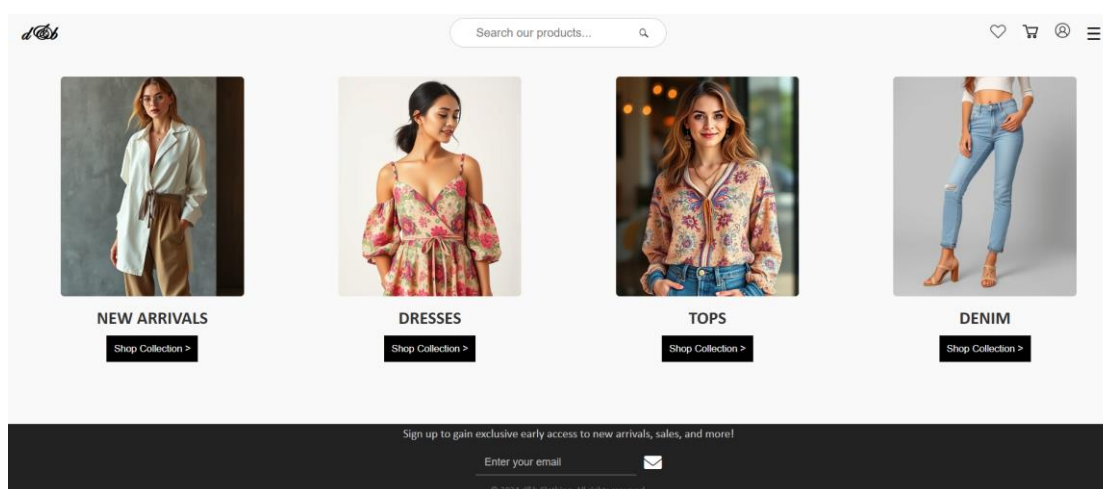 d&b
Search our products...
NEW ARRIVALS
DRESSES
TOPS
DENIM
Shop Collection >
Shop Collection >
Shop Collection >
Shop Collection >
Sign up to gain exclusive early access to new arrivals, sales, and more!
Enter your email